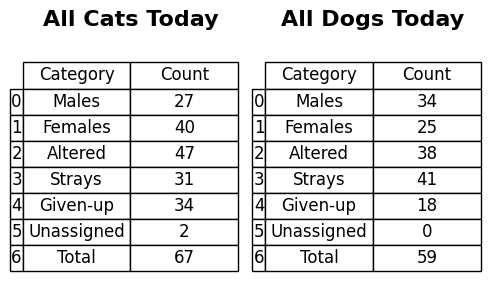 All Cats Today
Category Count
0 Males 27
1 Females 40
2 Altered 47
3 Strays 31
4 Given-up 34
5 Unassigned 2
6 Total 67
All Dogs Today
Category Count
0 Males 34
1 Females 25
2 Altered 38
3 Strays 41
4 Given-up 18
5 Unassigned 0
6 Total 59